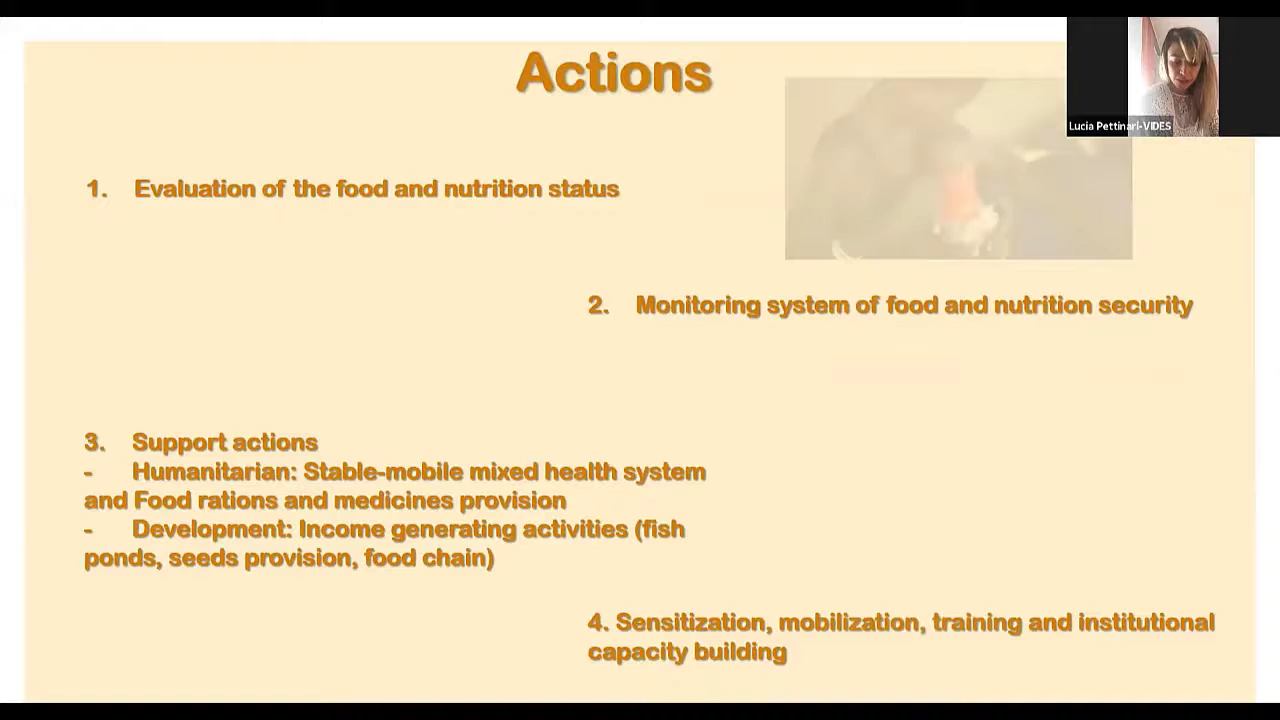 Actions
Lucia Pettinari-VIDES
1. Evaluation of the food and nutrition status
2. Monitoring system of food and nutrition security
3. Support actions
- Humanitarian: Stable-mobile mixed health system
and Food rations and medicines provision
- Development: Income generating activities (fish
ponds, seeds provision, food chain)
4. Sensitization, mobilization, training and institutional
capacity building